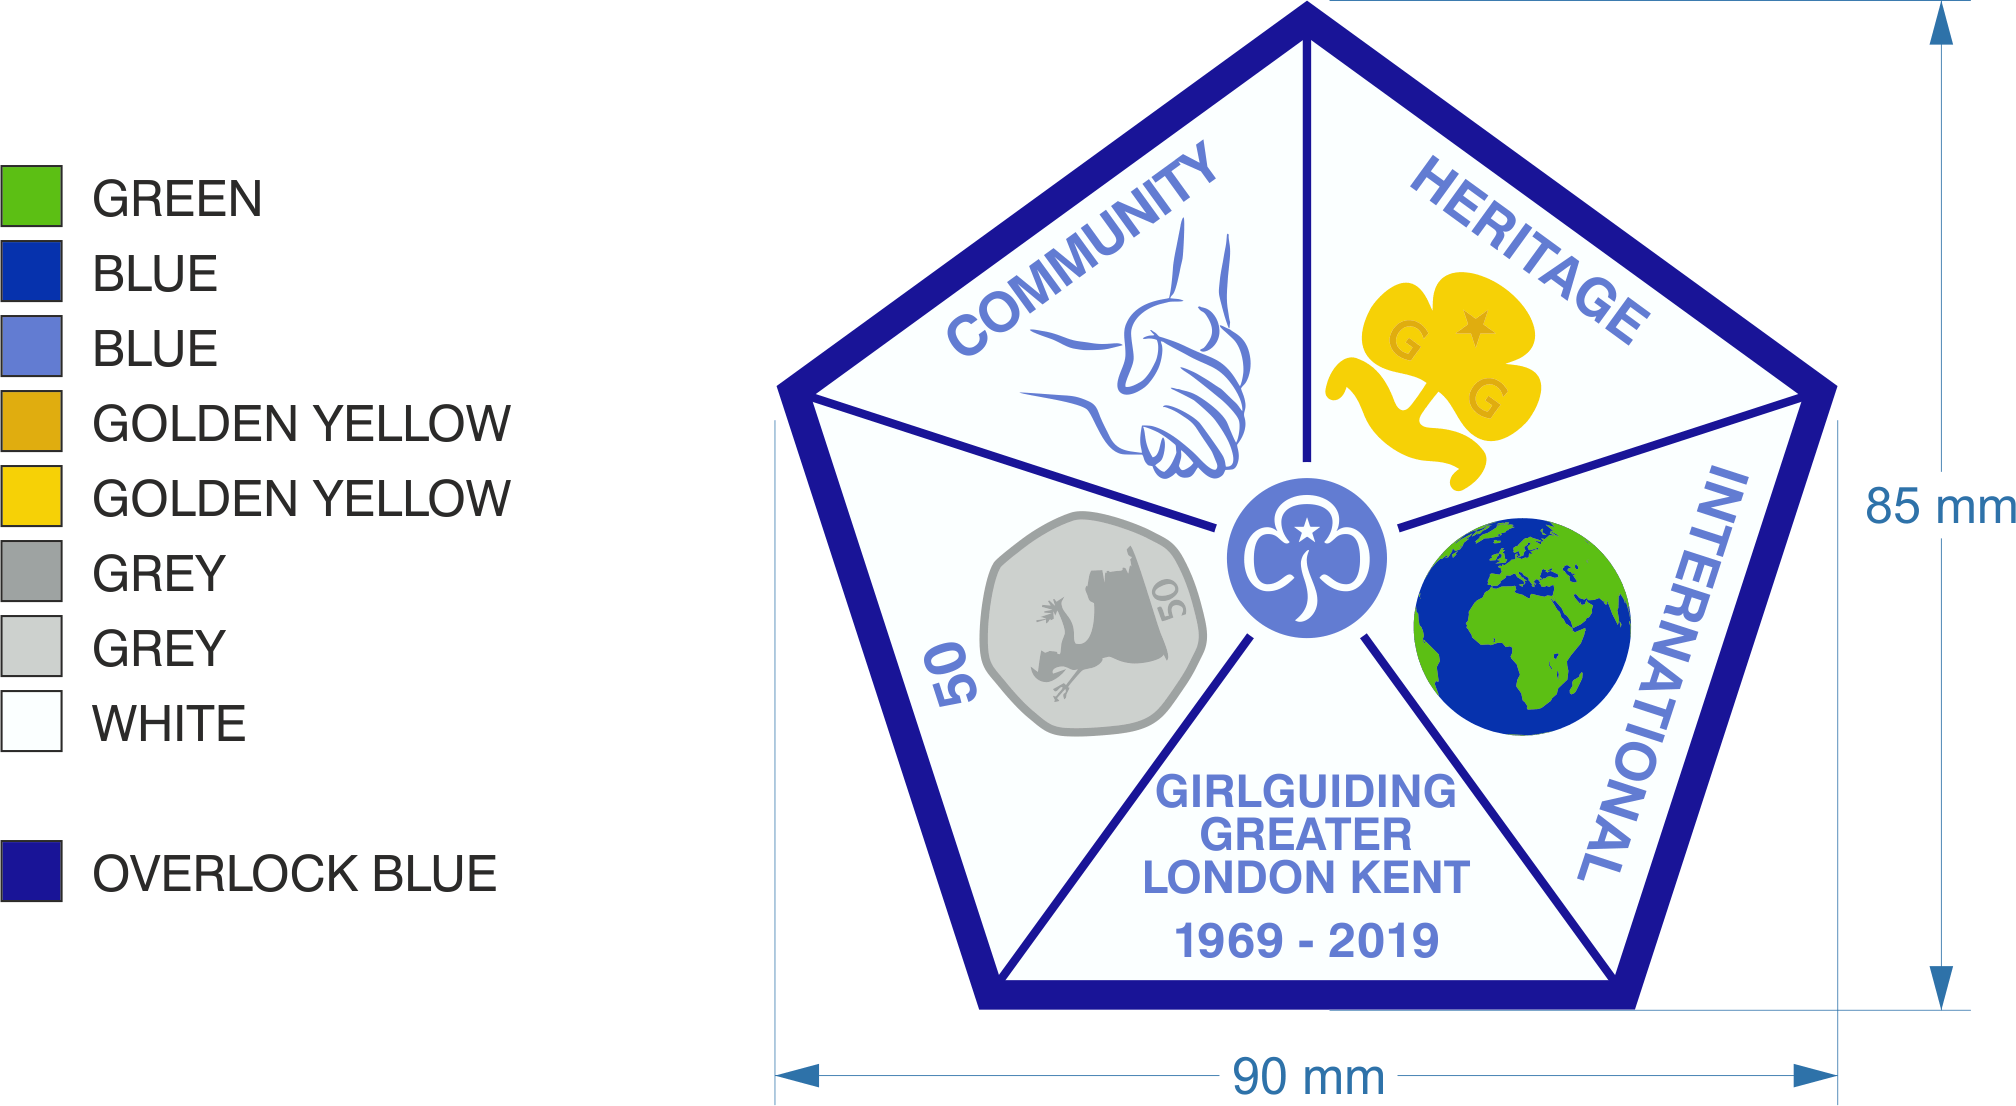 GREEN
BLUE
BLUE
GOLDEN YELLOW
GOLDEN YELLOW
GREY
GREY
WHITE
OVERLOCK BLUE
COMMUNITY
HERITAGE
G
G
INTERNATIONAL
50
50
GIRLGUIDING
GREATER
LONDON KENT
1969 - 2019
85 mm
90 mm